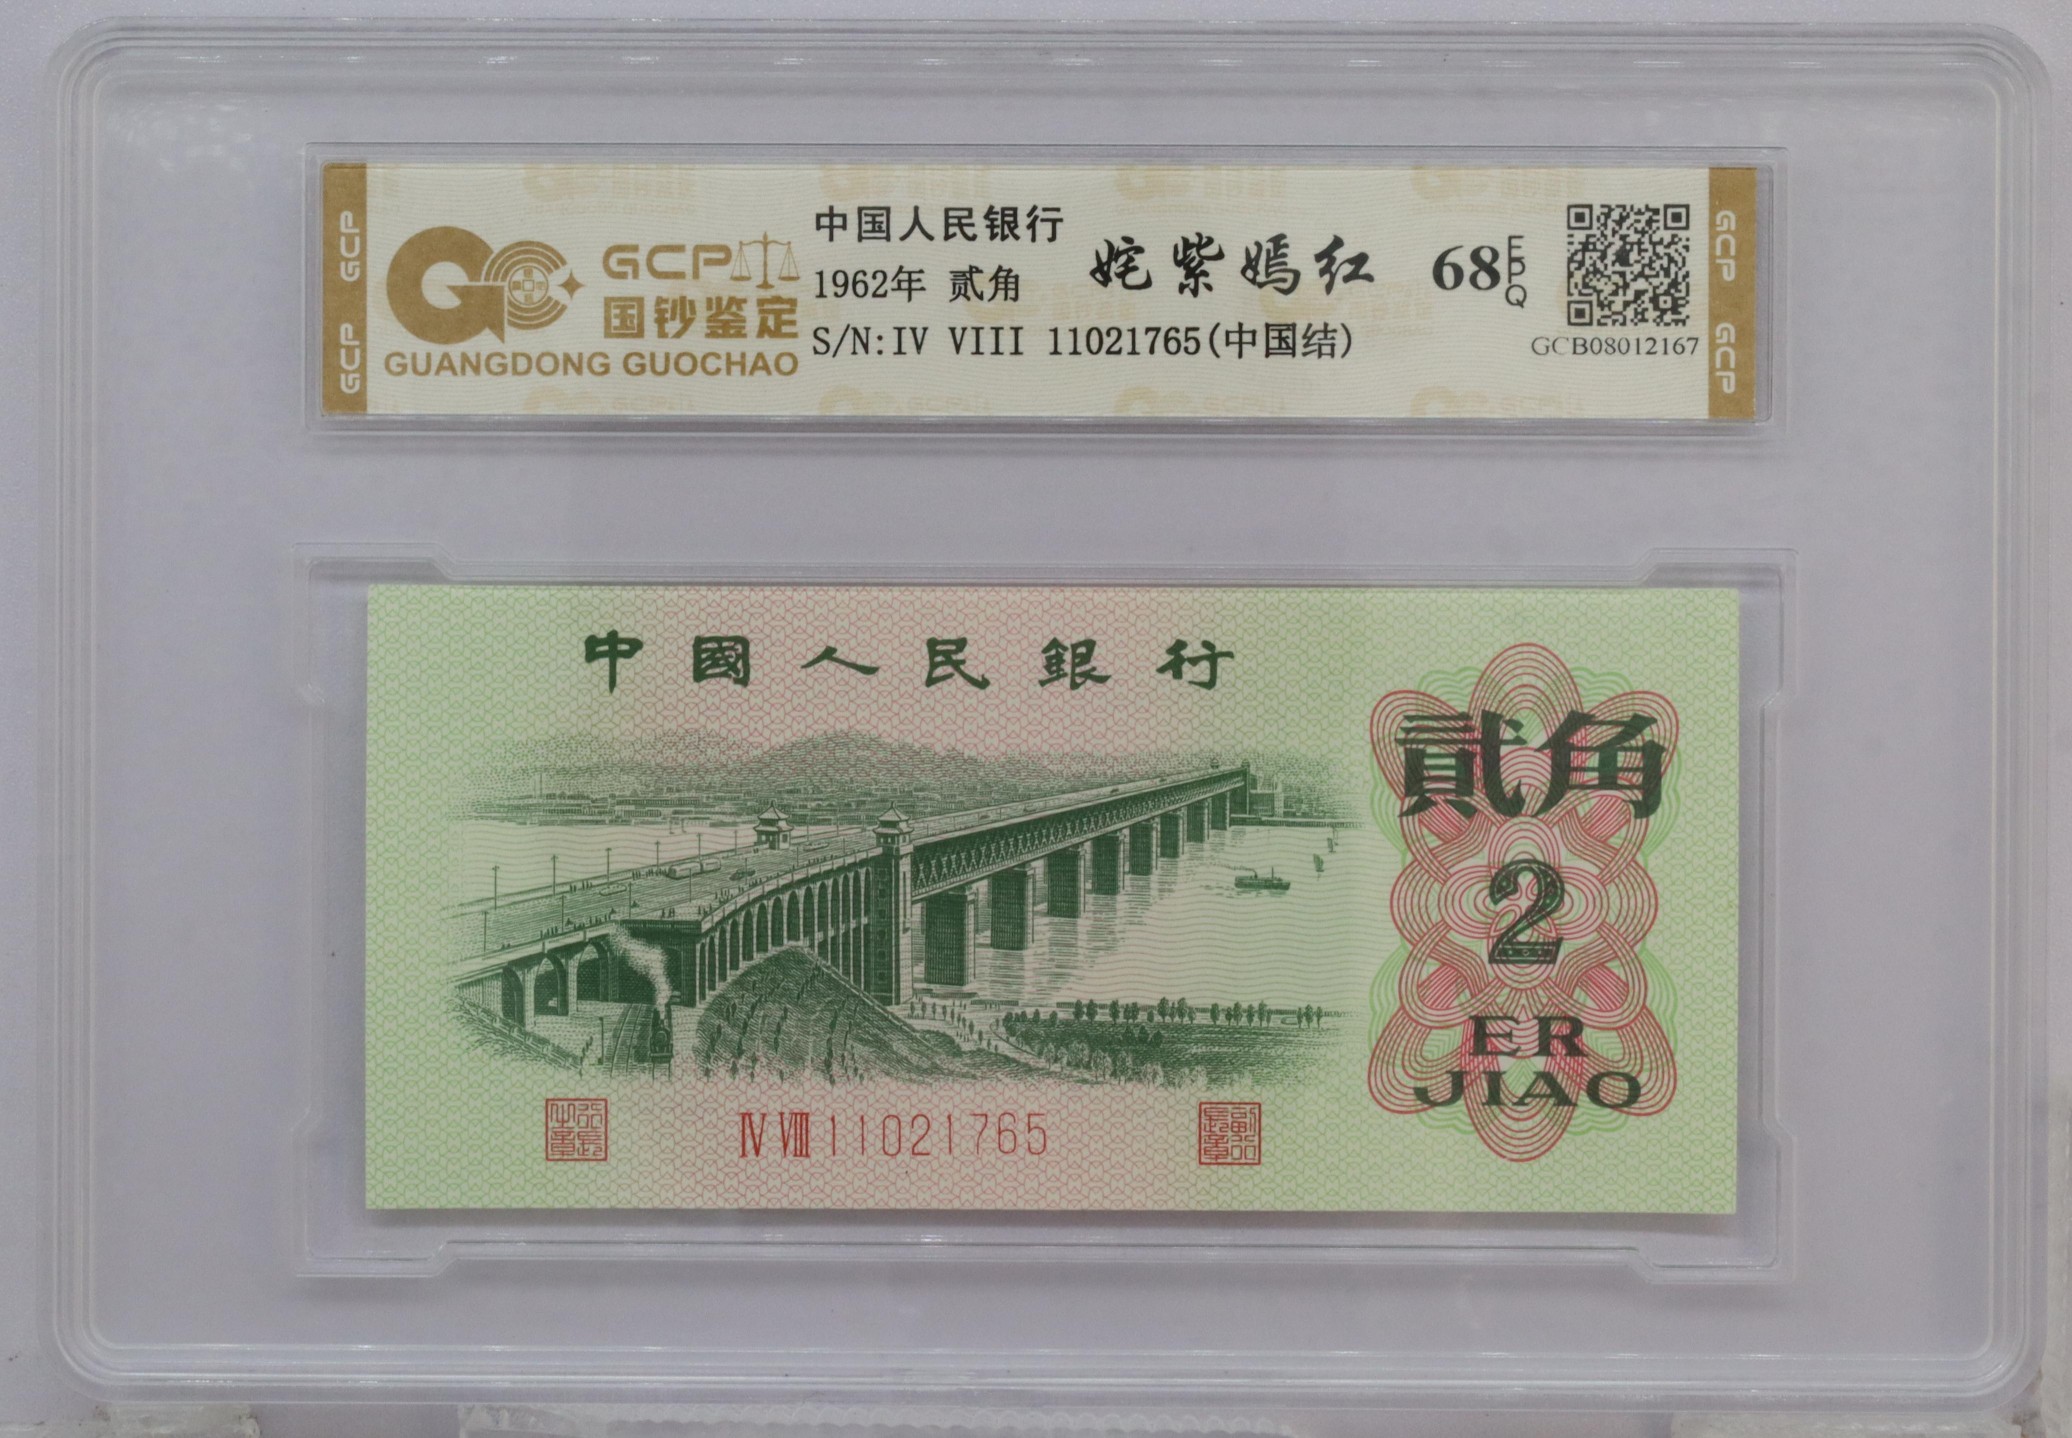 GCP
GCP
GCP
国钞鉴定
GUANGDONG GUOCHAO
中国人民银行
1962年 贰角
S/N:IV VIII 11021765(中国结)
姹紫嫣红
68 EPQ
GCB08012167
GCP
GCP
中國人民銀行
貳角
2
ER
JIAO
IV VIII 11021765